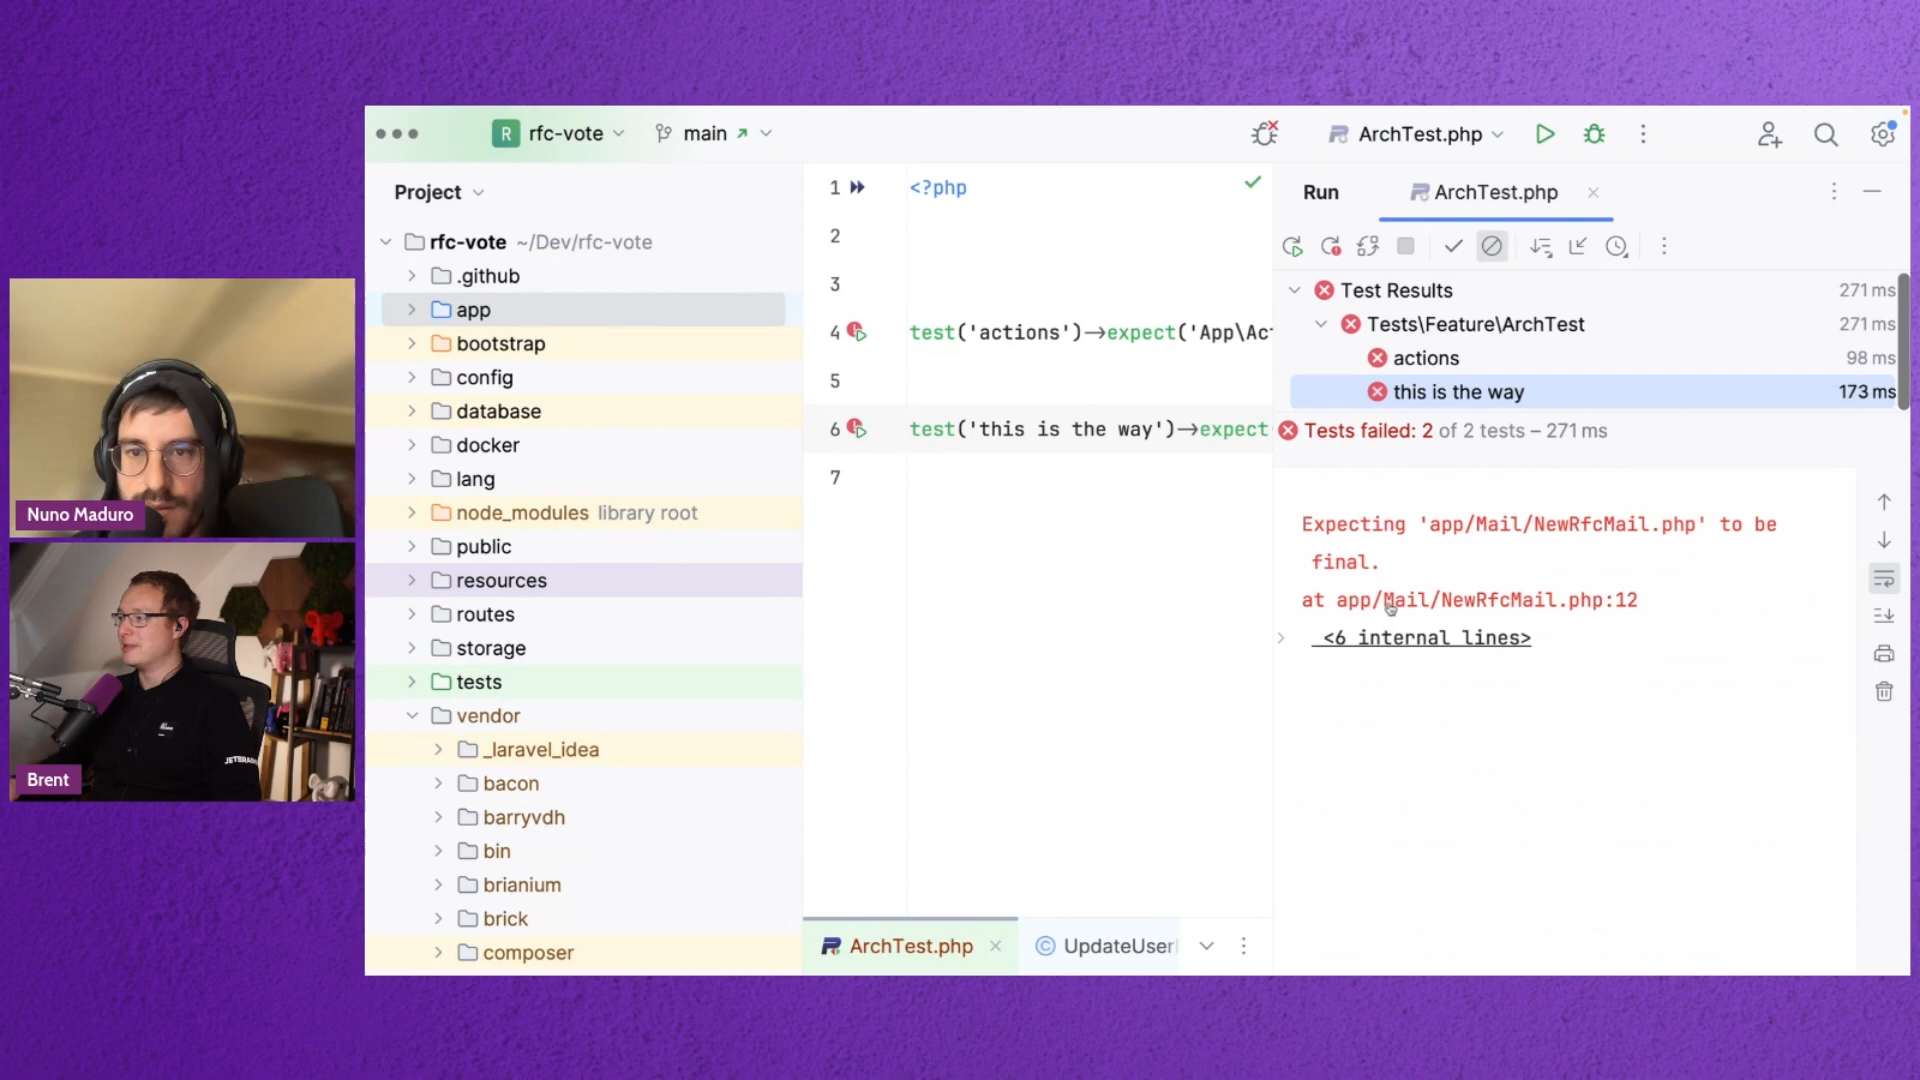 R rfc-vote
main
ArchTest.php
Project
rfc-vote ~/Dev/rfc-vote
.github
app
bootstrap
config
database
docker
lang
node_modules library root
public
resources
routes
storage
tests
vendor
_laravel_idea
bacon
barryvdh
bin
brianium
brick
composer
1 <?php
2
3
4 test('actions')→expect('App\Ac
5
6 test('this is the way')→expect
7
ArchTest.php
UpdateUser
Run
ArchTest.php
Test Results 271 ms
Tests\Feature\ArchTest 271 ms
actions 98 ms
this is the way 173 ms
Tests failed: 2 of 2 tests – 271 ms
Expecting 'app/Mail/NewRfcMail.php' to be
final.
at app/Mail/NewRfcMail.php:12
<6 internal lines>
Nuno Maduro
Brent